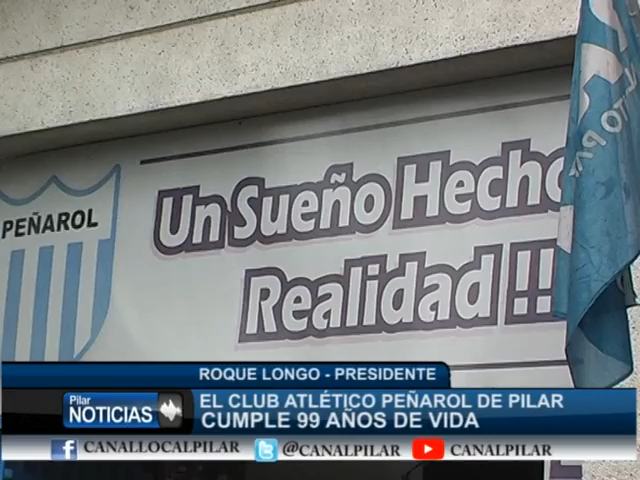 PEÑAROL
Un Sueño Hecho
Realidad !!
ROQUE LONGO - PRESIDENTE
Pilar
NOTICIAS
EL CLUB ATLÉTICO PEÑAROL DE PILAR
CUMPLE 99 AÑOS DE VIDA
CANALLOCALPILAR @CANALPILAR CANALPILAR